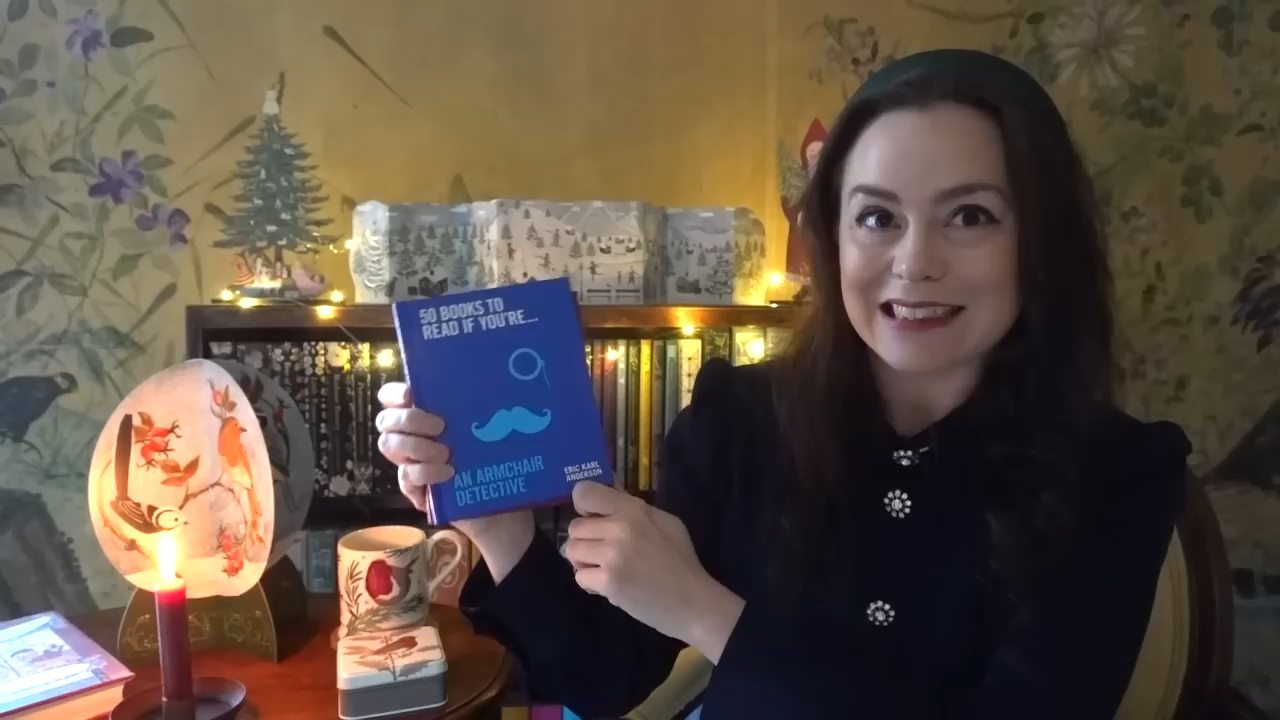 50 BOOKS TO
READ IF YOU'RE...
AN ARMCHAIR
DETECTIVE
ERIC KARL
ANDERSON